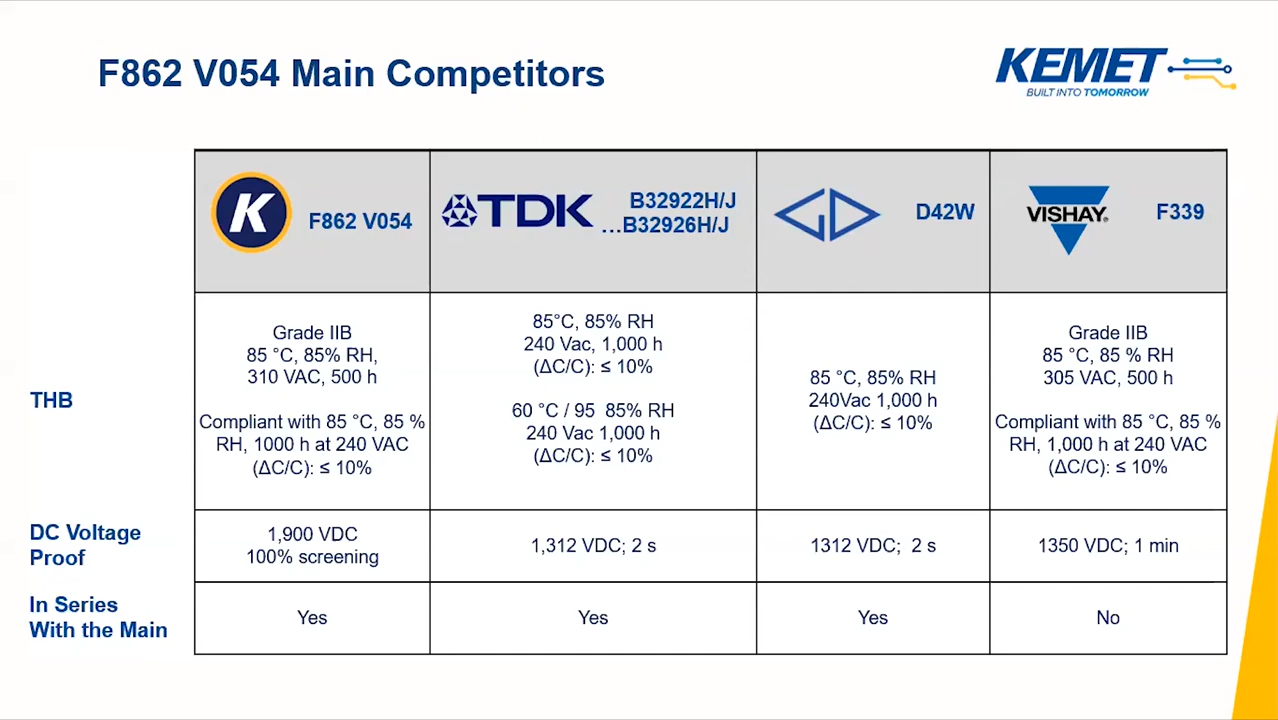 F862 V054 Main Competitors
KEMET
BUILT INTO TOMORROW
K
F862 V054
TDK
B32922H/J
...B32926H/J
D42W
VISHAY.
F339
THB
Grade IIB
85 °C, 85% RH,
310 VAC, 500 h
Compliant with 85 °C, 85 %
RH, 1000 h at 240 VAC
(ΔC/C): ≤ 10%
85°C, 85% RH
240 Vac, 1,000 h
(ΔC/C): ≤ 10%
60 °C / 95 85% RH
240 Vac 1,000 h
(ΔC/C): ≤ 10%
85 °C, 85% RH
240Vac 1,000 h
(ΔC/C): ≤ 10%
Grade IIB
85 °C, 85 % RH
305 VAC, 500 h
Compliant with 85 °C, 85 %
RH, 1,000 h at 240 VAC
(ΔC/C): ≤ 10%
DC Voltage
Proof
1,900 VDC
100% screening
1,312 VDC; 2 s
1312 VDC; 2 s
1350 VDC; 1 min
In Series
With the Main
Yes
Yes
Yes
No